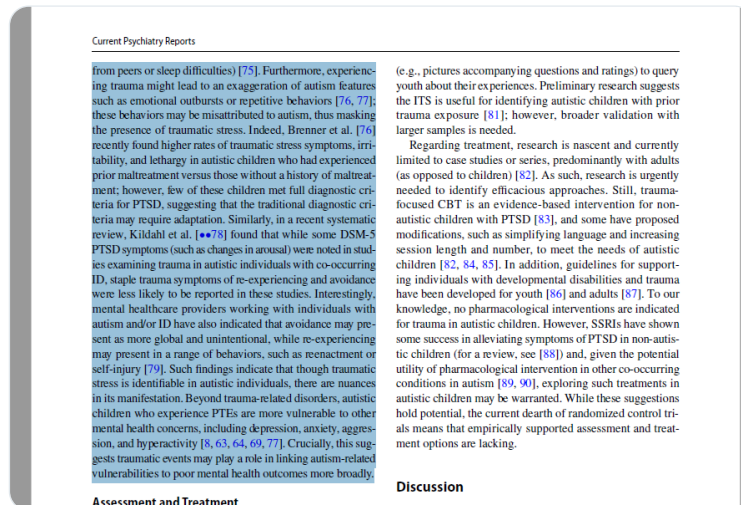 Current Psychiatry Reports
from peers or sleep difficulties) [75]. Furthermore, experienc-
ing trauma might lead to an exaggeration of autism features
such as emotional outbursts or repetitive behaviors [76, 77];
these behaviors may be misattributed to autism, thus masking
the presence of traumatic stress. Indeed, Brenner et al. [76]
recently found higher rates of traumatic stress symptoms, irri-
tability, and lethargy in autistic children who had experienced
prior maltreatment versus those without a history of maltreat-
ment; however, few of these children met full diagnostic cri-
teria for PTSD, suggesting that the traditional diagnostic cri-
teria may require adaptation. Similarly, in a recent systematic
review, Kildahl et al. [••78] found that while some DSM-5
PTSD symptoms (such as changes in arousal) were noted in stud-
ies examining trauma in autistic individuals with co-occurring
ID, staple trauma symptoms of re-experiencing and avoidance
were less likely to be reported in these studies. Interestingly,
mental healthcare providers working with individuals with
autism and/or ID have also indicated that avoidance may pre-
sent as more global and unintentional, while re-experiencing
may present in a range of behaviors, such as reenactment or
self-injury [79]. Such findings indicate that though traumatic
stress is identifiable in autistic individuals, there are nuances
in its manifestation. Beyond trauma-related disorders, autistic
children who experience PTEs are more vulnerable to other
mental health concerns, including depression, anxiety, aggres-
sion, and hyperactivity [8, 63, 64, 69, 77]. Crucially, this sug-
gests traumatic events may play a role in linking autism-related
vulnerabilities to poor mental health outcomes more broadly.
Assessment and Treatment
(e.g., pictures accompanying questions and ratings) to query
youth about their experiences. Preliminary research suggests
the ITS is useful for identifying autistic children with prior
trauma exposure [81]; however, broader validation with
larger samples is needed.
Regarding treatment, research is nascent and currently
limited to case studies or series, predominantly with adults
(as opposed to children) [82]. As such, research is urgently
needed to identify efficacious approaches. Still, trauma-
focused CBT is an evidence-based intervention for non-
autistic children with PTSD [83], and some have proposed
modifications, such as simplifying language and increasing
session length and number, to meet the needs of autistic
children [82, 84, 85]. In addition, guidelines for support-
ing individuals with developmental disabilities and trauma
have been developed for youth [86] and adults [87]. To our
knowledge, no pharmacological interventions are indicated
for trauma in autistic children. However, SSRIs have shown
some success in alleviating symptoms of PTSD in non-autis-
tic children (for a review, see [88]) and, given the potential
utility of pharmacological intervention in other co-occurring
conditions in autism [89, 90], exploring such treatments in
autistic children may be warranted. While these suggestions
hold potential, the current dearth of randomized control tri-
als means that empirically supported assessment and treat-
ment options are lacking.
Discussion